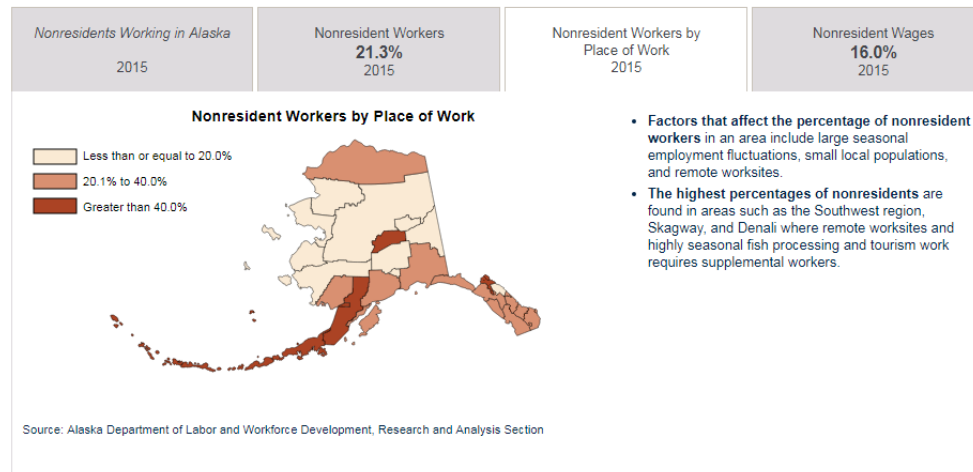 Nonresidents Working in Alaska
2015
Nonresident Workers
21.3%
2015
Nonresident Workers by
Place of Work
2015
Nonresident Wages
16.0%
2015
Nonresident Workers by Place of Work
Less than or equal to 20.0%
20.1% to 40.0%
Greater than 40.0%
• Factors that affect the percentage of nonresident
workers in an area include large seasonal
employment fluctuations, small local populations,
and remote worksites.
• The highest percentages of nonresidents are
found in areas such as the Southwest region,
Skagway, and Denali where remote worksites and
highly seasonal fish processing and tourism work
requires supplemental workers.
Source: Alaska Department of Labor and Workforce Development, Research and Analysis Section